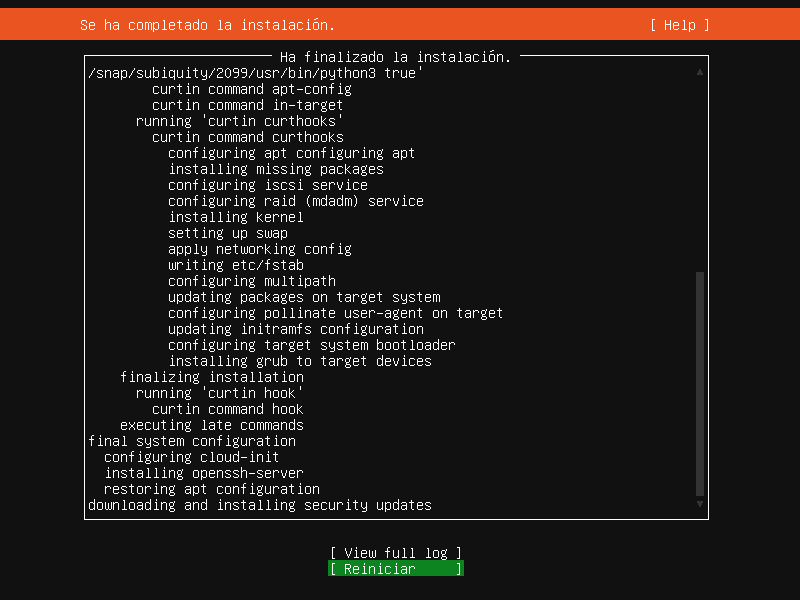 Se ha completado la instalación. [ Help ]
Ha finalizado la instalación.
/snap/subiquity/2099/usr/bin/python3 true'
curtin command apt-config
curtin command in-target
running 'curtin curthooks'
curtin command curthooks
configuring apt configuring apt
installing missing packages
configuring iscsi service
configuring raid (mdadm) service
installing kernel
setting up swap
apply networking config
writing etc/fstab
configuring multipath
updating packages on target system
configuring pollinate user-agent on target
updating initramfs configuration
configuring target system bootloader
installing grub to target devices
finalizing installation
running 'curtin hook'
curtin command hook
executing late commands
final system configuration
configuring cloud-init
installing openssh-server
restoring apt configuration
downloading and installing security updates
[ View full log ]
[ Reiniciar ]